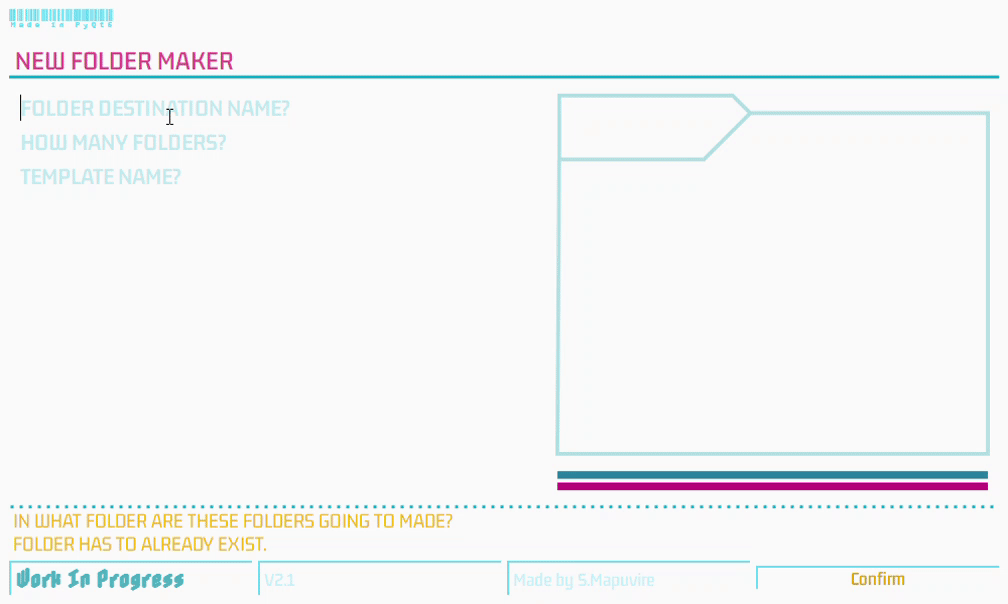 Made in PyQt6
NEW FOLDER MAKER
FOLDER DESTINATION NAME?
HOW MANY FOLDERS?
TEMPLATE NAME?
IN WHAT FOLDER ARE THESE FOLDERS GOING TO MADE?
FOLDER HAS TO ALREADY EXIST.
Work In Progress
V2.1
Made by S.Mapuvire
Confirm